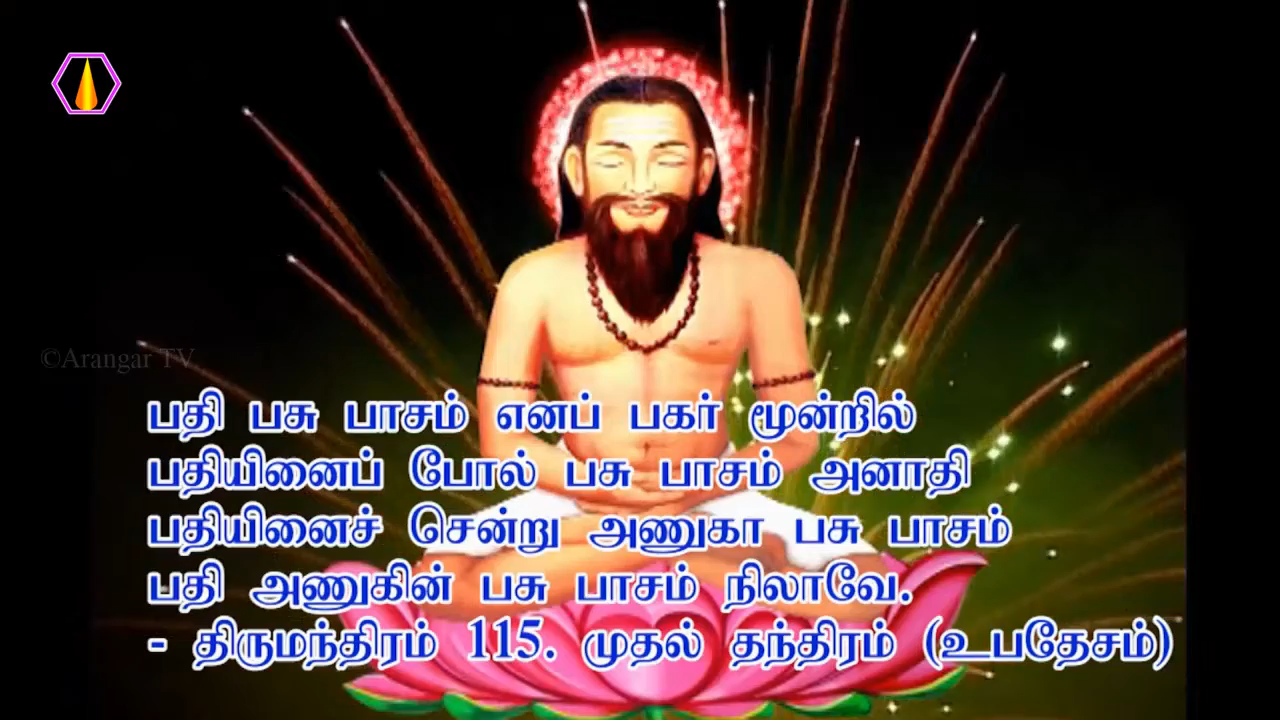 ©Arangar TV
பதி பசு பாசம் எனப் பகர் மூன்றில்
பதியினைப் போல் பசு பாசம் அனாதி
பதியினைச் சென்று அணுகா பசு பாசம்
பதி அணுகின் பசு பாசம் நிலாவே.
- திருமந்திரம் 115. முதல் தந்திரம் (உபதேசம்)